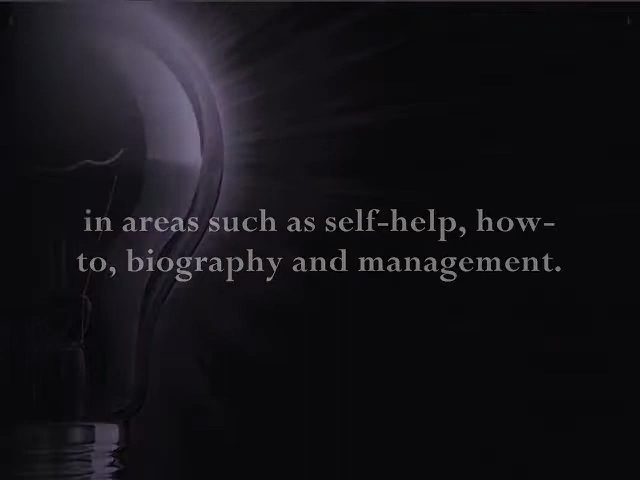 in areas such as self-help, how-
to, biography and management.